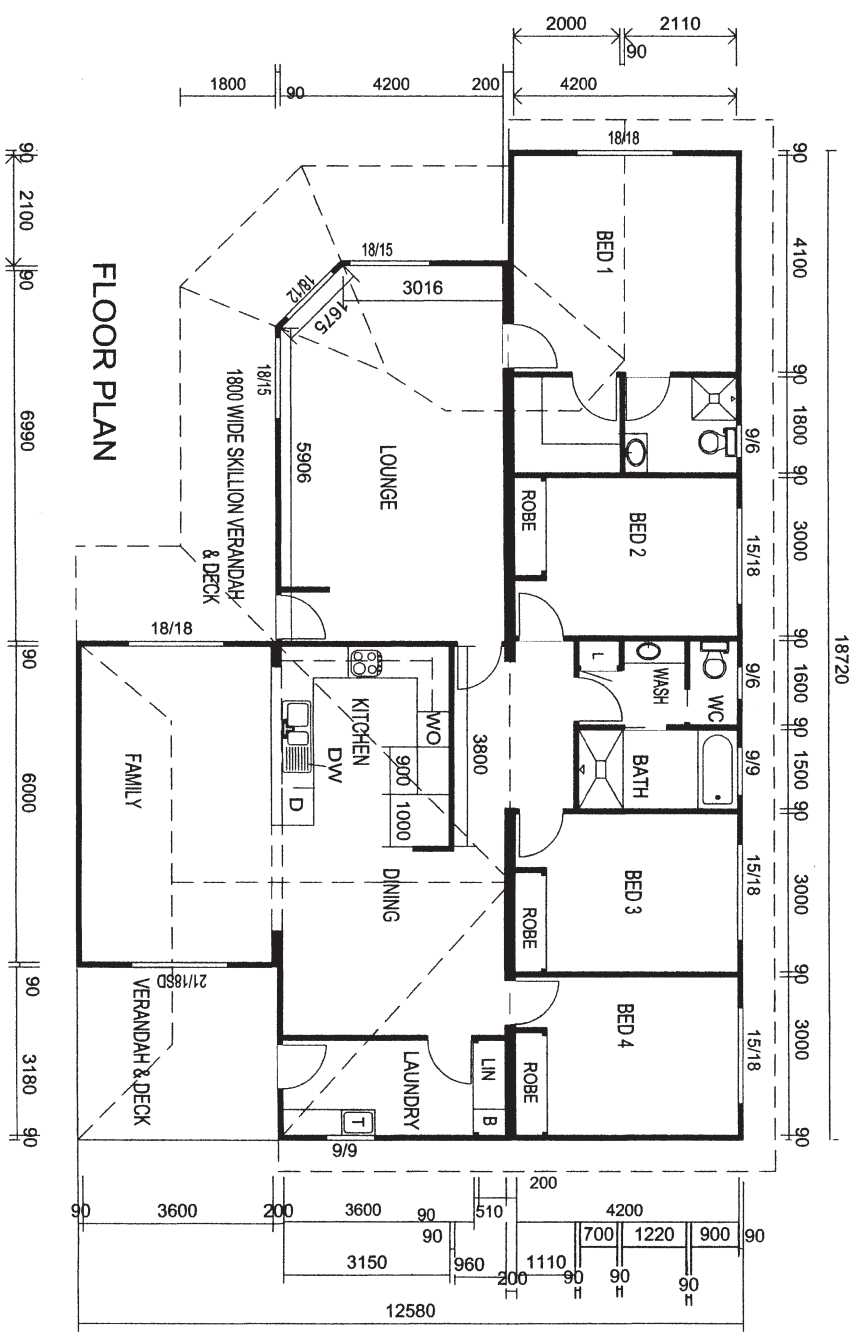 2000
2110
90
1800
90
4200
200
4200
18/18
90
2100
90
6990
90
6000
90
3180
90
FLOOR PLAN
BED 1
18/15
18/12
1675
3016
18/15
1800 WIDE SKILLION VERANDAH
& DECK
5906
LOUNGE
ROBE
BED 2
9/6
15/18
90
4100
90
1800
90
3000
90
1600
90
1500
90
3000
90
3000
90
18720
18/18
FAMILY
KITCHEN
WO
DW
D
900
1000
3800
DINING
L
WASH
WC
9/6
BATH
9/9
BED 3
ROBE
15/18
BED 4
ROBE
15/18
21/18SD
VERANDAH & DECK
LAUNDRY
LIN
B
T
9/6
90
3600
200
3600
90
510
200
4200
90
3150
960
200
1110
90
700
90
1220
90
900
90
12580